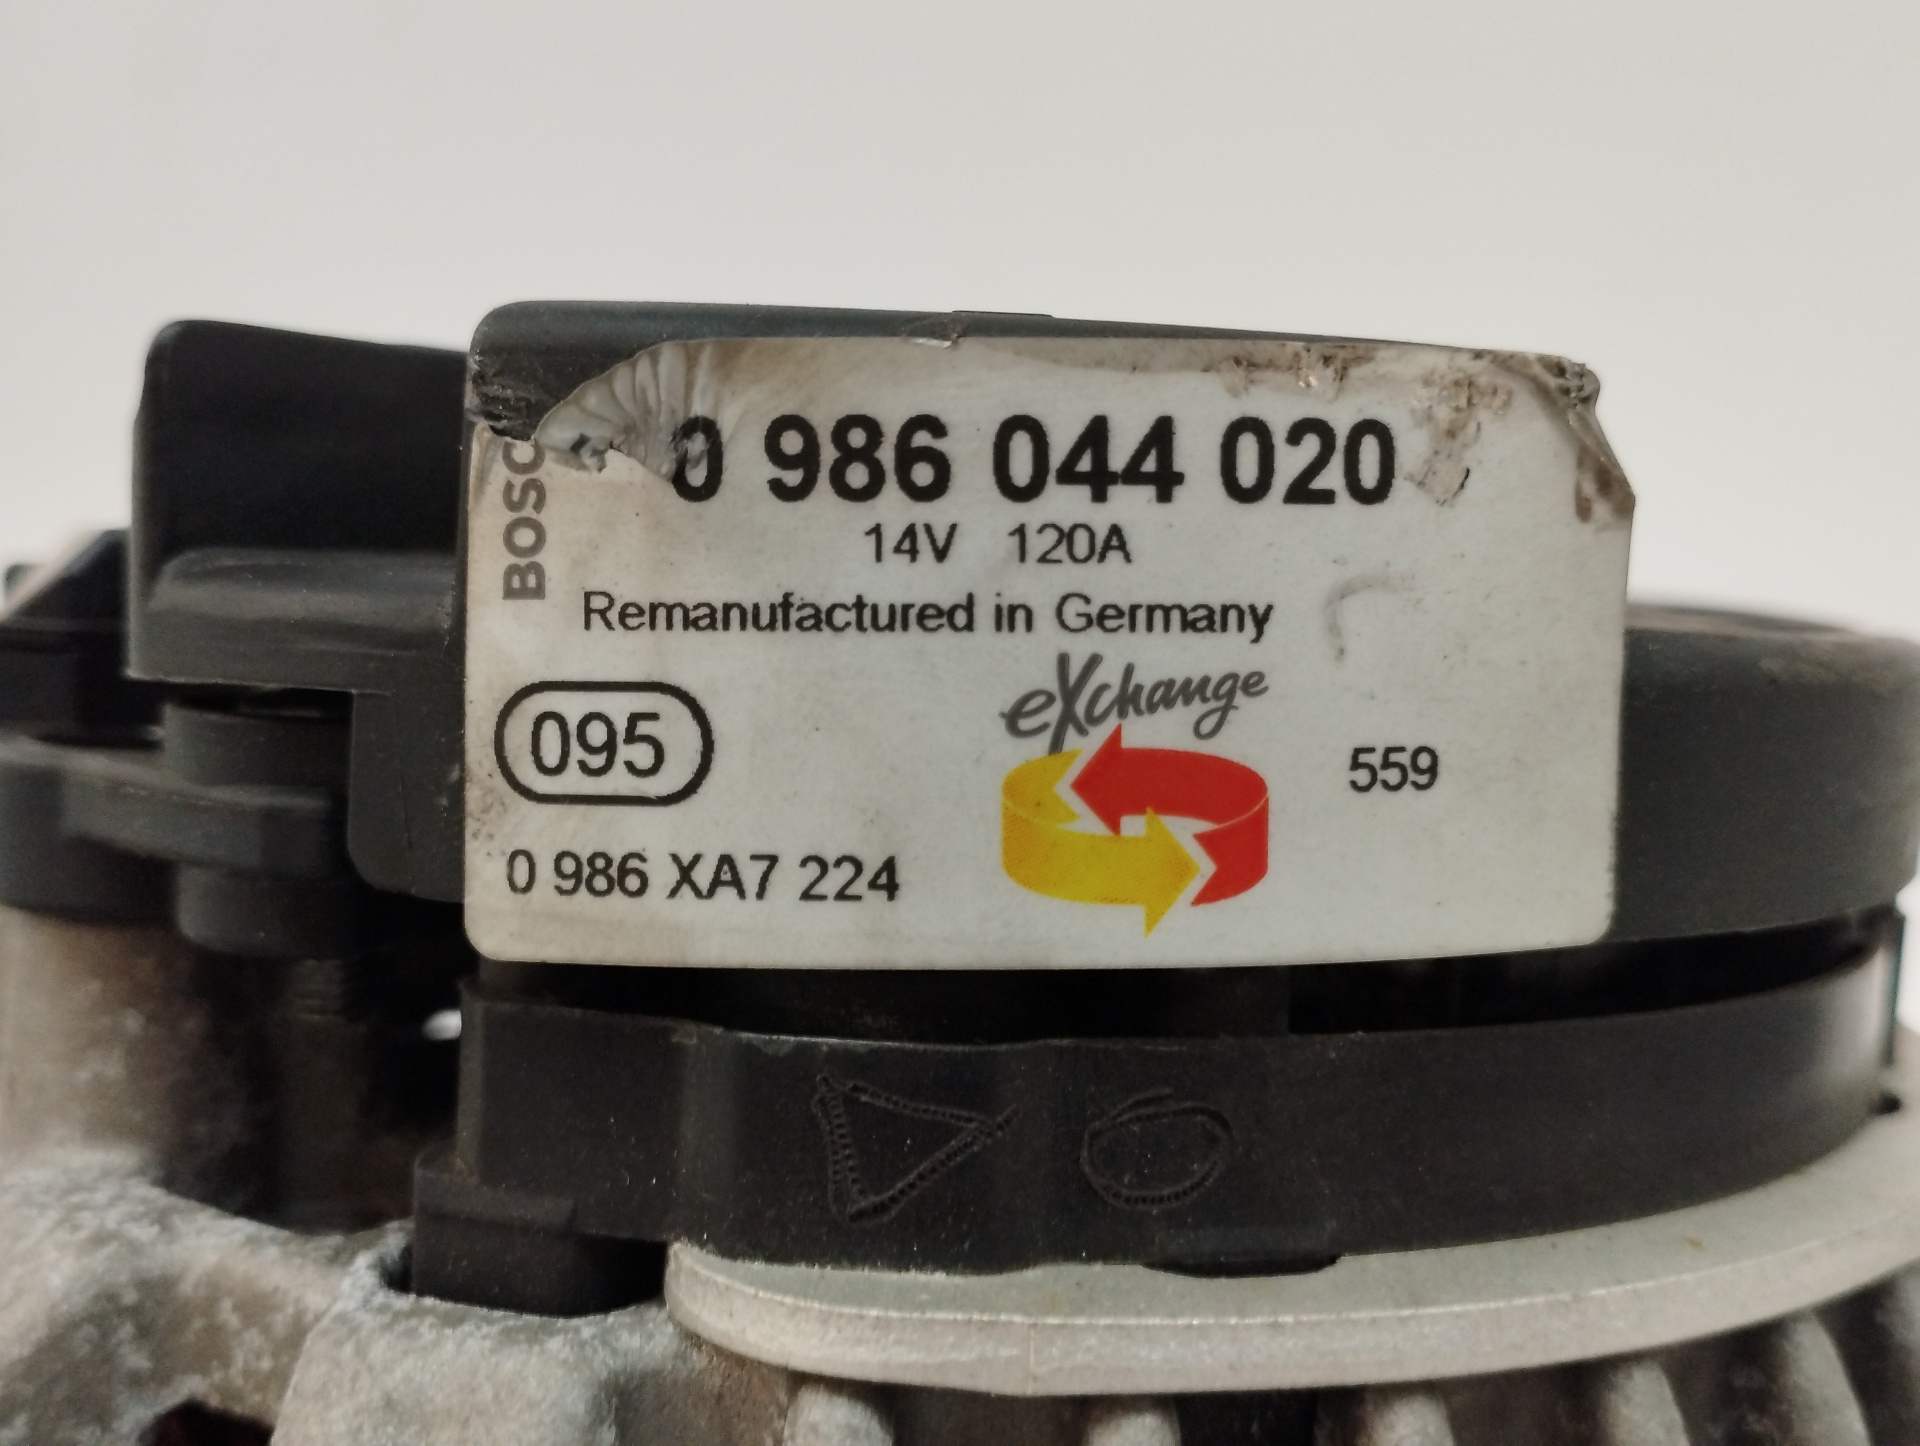 BOSC
0 986 044 020
14V 120A
Remanufactured in Germany
eXchange
095
559
0 986 XA7 224